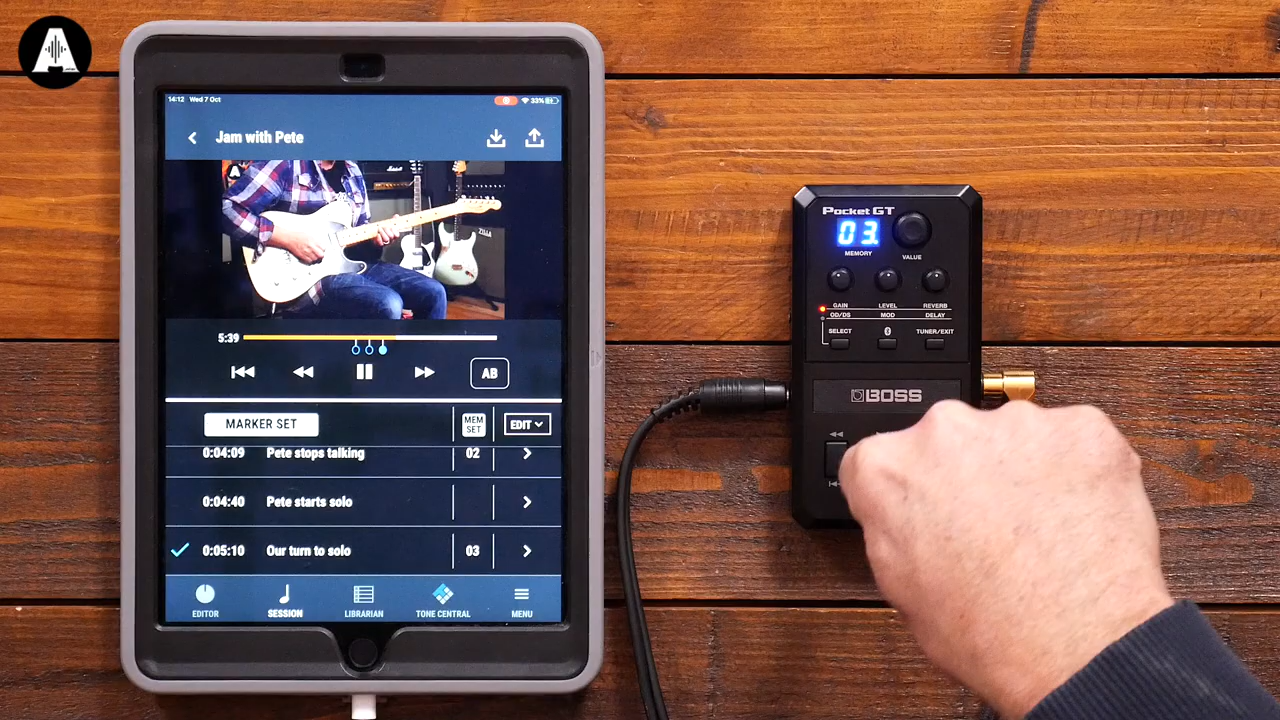 A
14:12 Wed 7 Oct
33%
Jam with Pete
5:39
AB
MARKER SET
MEM SET
EDIT
0:04:09 Pete stops talking 02
0:04:40 Pete starts solo
0:05:10 Our turn to solo 03
EDITOR SESSION LIBRARIAN TONE CENTRAL MENU
Pocket GT
03.
MEMORY
VALUE
GAIN LEVEL REVERB
OD/DS MOD DELAY
SELECT TUNER/EXIT
BOSS